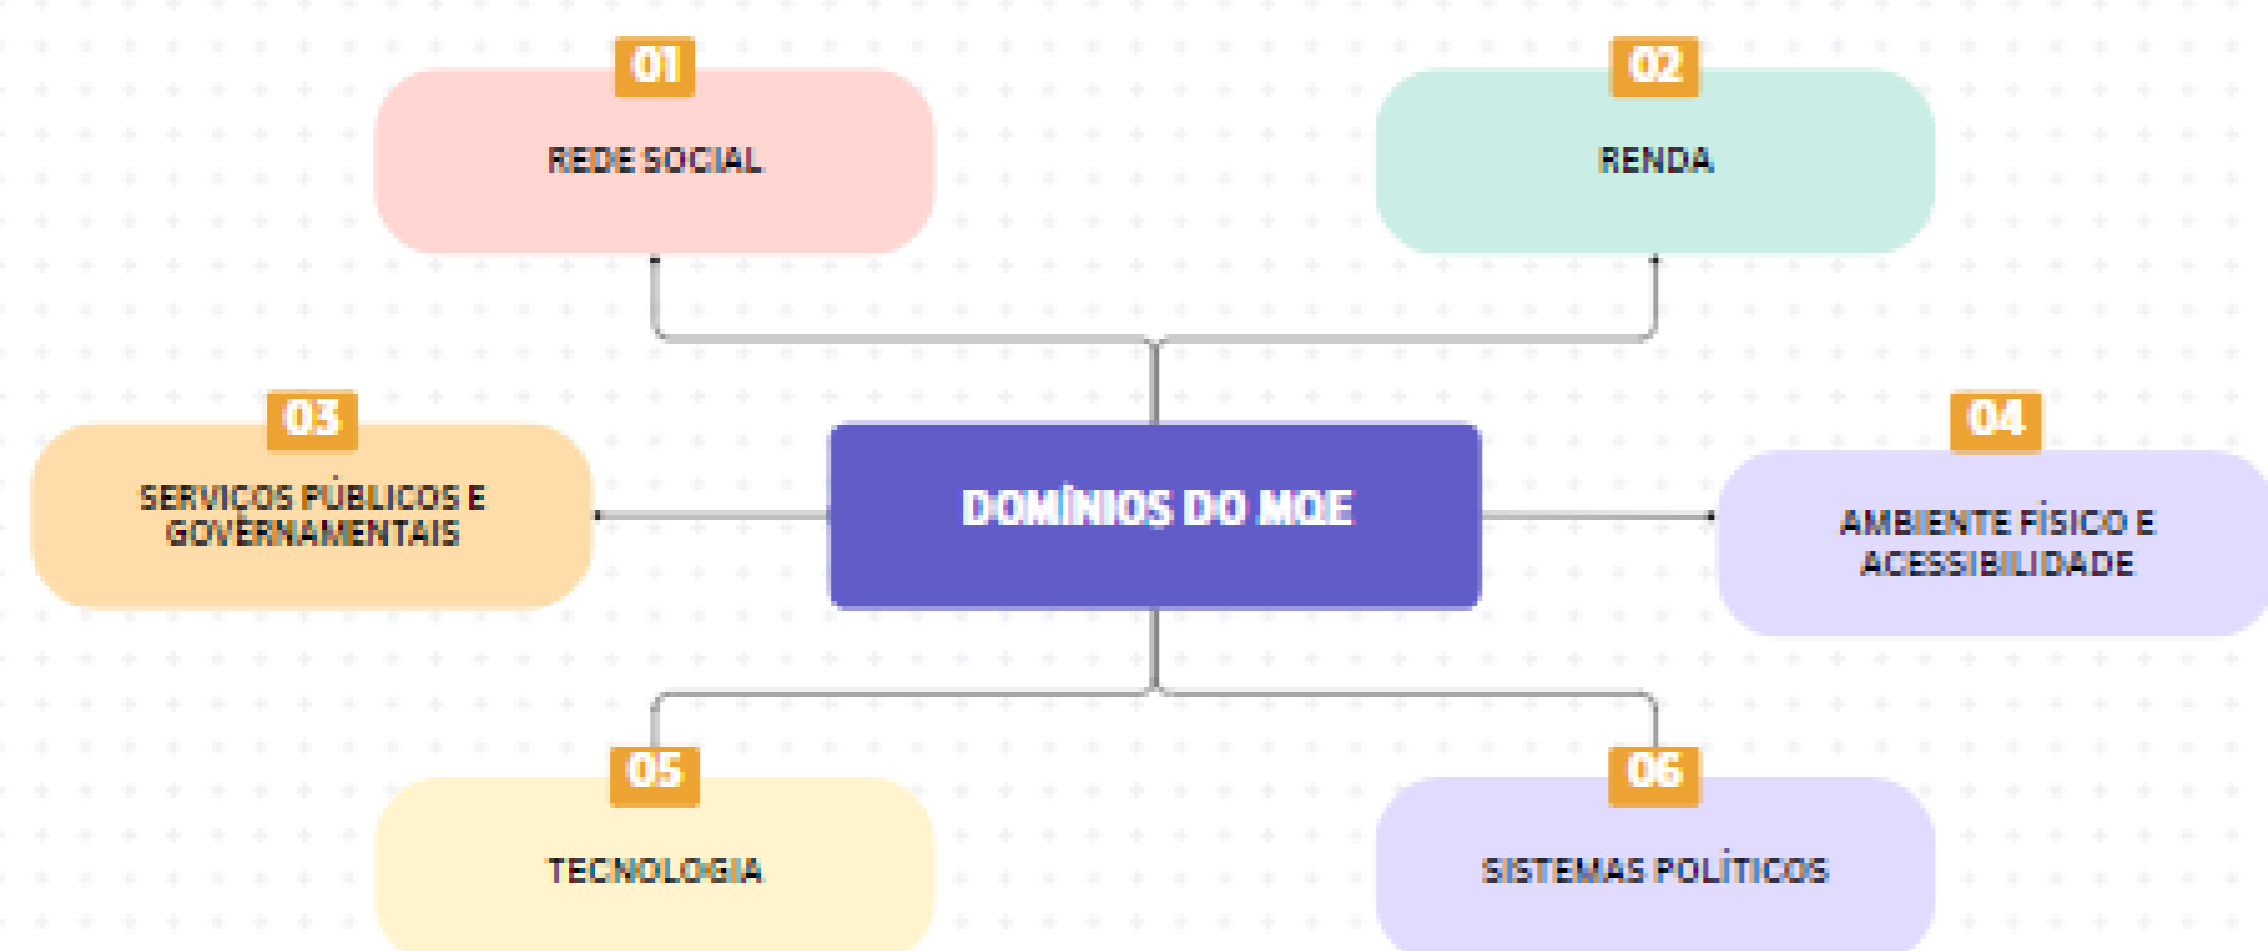 01
REDE SOCIAL
02
RENDA
03
SERVIÇOS PÚBLICOS E
GOVERNAMENTAIS
DOMÍNIOS DO MQE
04
AMBIENTE FÍSICO E
ACESSIBILIDADE
05
TECNOLOGIA
06
SISTEMAS POLÍTICOS